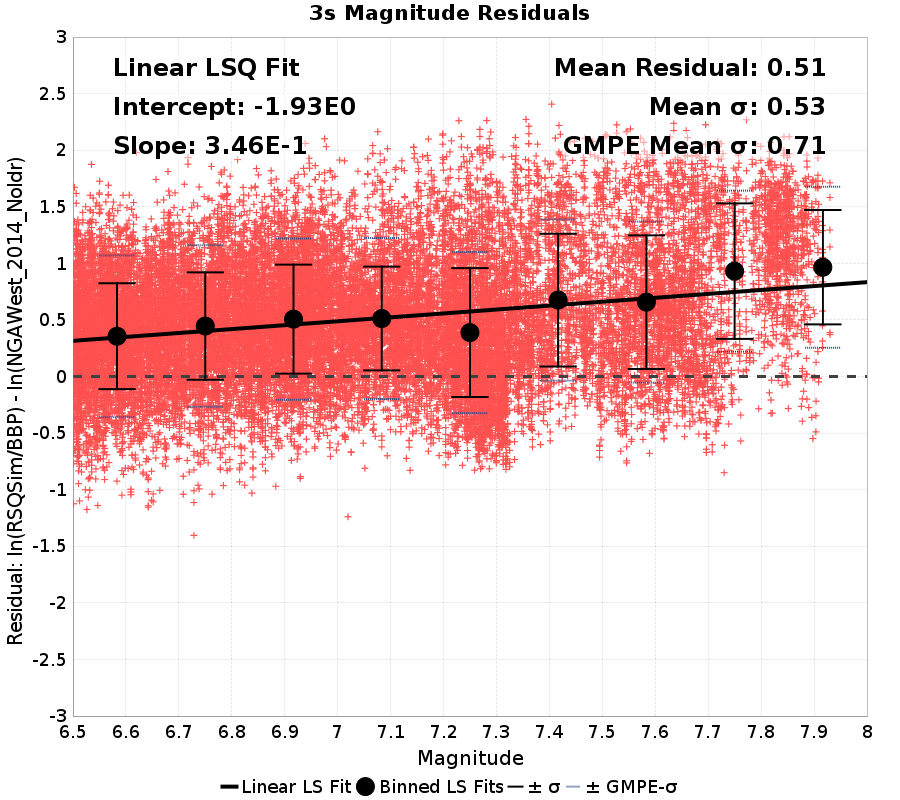 3s Magnitude Residuals
Linear LSQ Fit
Intercept: -1.93E0
Slope: 3.46E-1
Mean Residual: 0.51
Mean σ: 0.53
GMPE Mean σ: 0.71
Residual: ln(RSQSim/BBP) - ln(NGAWest_2014_NoIdr)
3
2.5
2
1.5
1
0.5
0
-0.5
-1
-1.5
-2
-2.5
-3
6.5 6.6 6.7 6.8 6.9 7 7.1 7.2 7.3 7.4 7.5 7.6 7.7 7.8 7.9 8
Magnitude
Linear LS Fit Binned LS Fits ± σ ± GMPE-σ